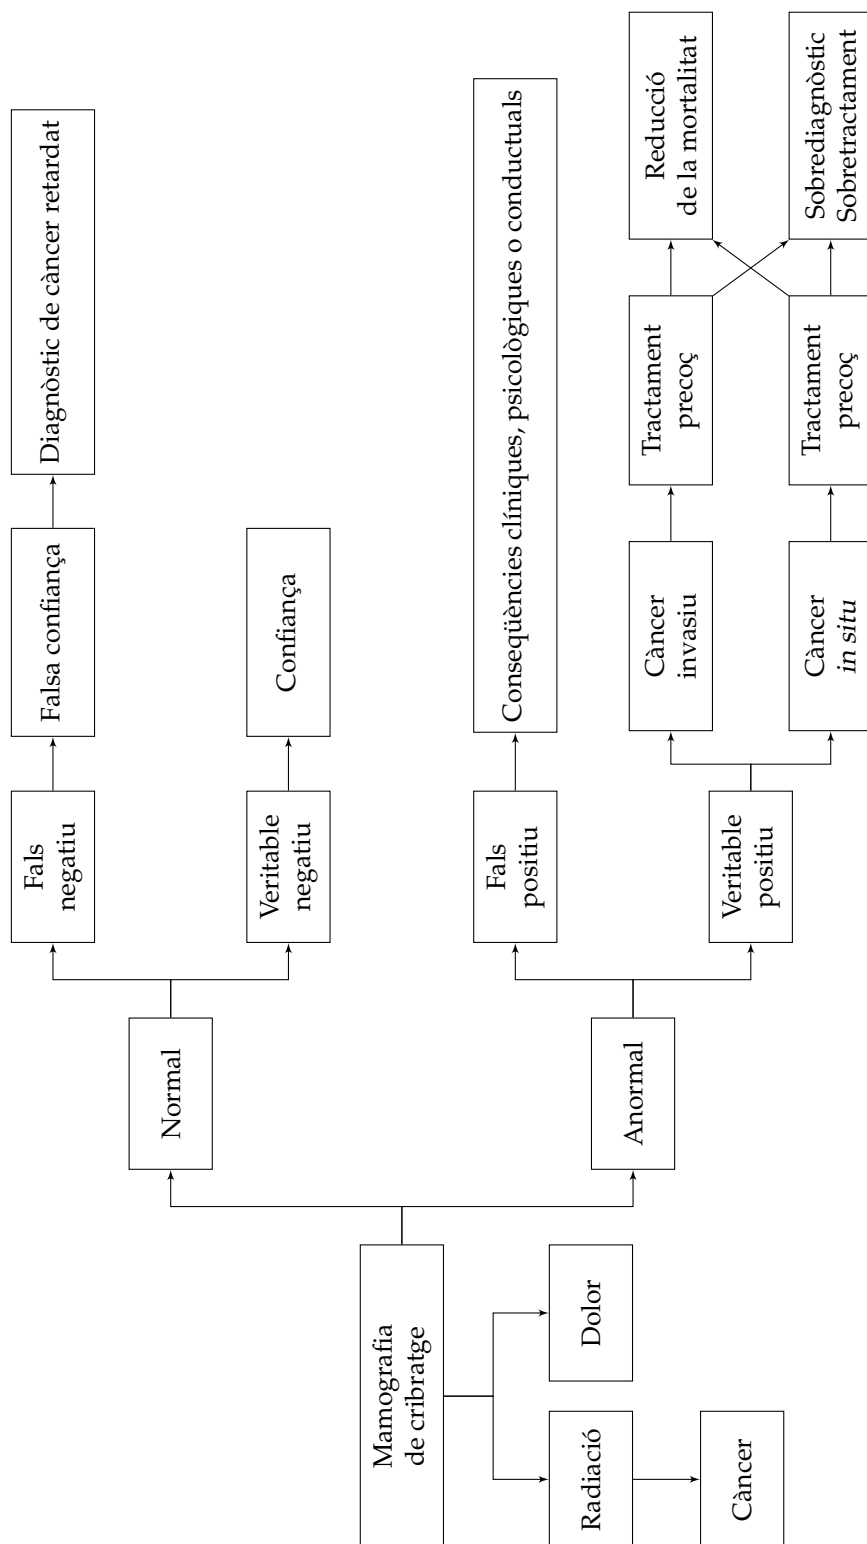 Mamografia
de cribratge
Radiació
Dolor
Càncer
Normal
Anormal
Fals
negatiu
Veritable
negatiu
Fals
positiu
Veritable
positiu
Falsa confiança
Confiança
Diagnòstic de càncer retardat
Conseqüències clíniques, psicològiques o conductuals
Càncer
invasiu
Càncer
in situ
Tractament
precoç
Tractament
precoç
Reducció
de la mortalitat
Sobrediagnòstic
Sobretractament